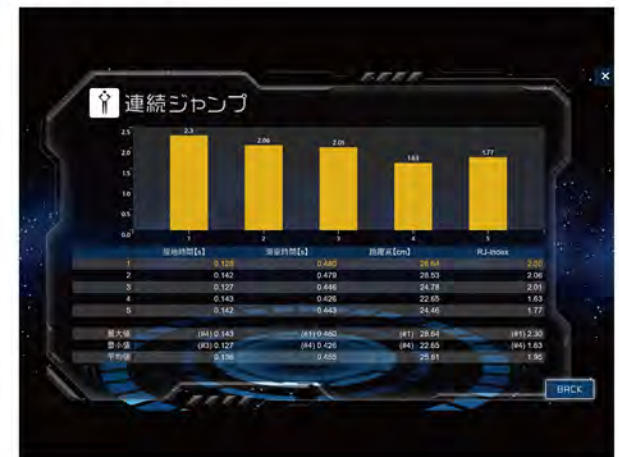 連続ジャンプ
2.5
2.0
1.5
1.0
0.5
0.0
2.3
2.06
2.01
1.63
1.77
1 2 3 4 5
接地時間[s] 滞空時間[s] 跳躍高[cm] RJ-index
1 0.125 0.480 28.64 2.30
2 0.142 0.479 28.53 2.06
3 0.127 0.446 24.78 2.01
4 0.143 0.426 22.65 1.63
5 0.142 0.443 24.46 1.77
最大値 (#4) 0.143 (#1) 0.480 (#1) 28.64 (#1) 2.30
最小値 (#3) 0.127 (#4) 0.426 (#4) 22.65 (#4) 1.63
平均値 0.136 0.455 25.81 1.95
BACK